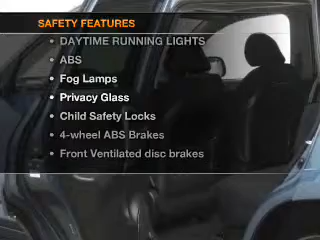 SAFETY FEATURES
• DAYTIME RUNNING LIGHTS
• ABS
• Fog Lamps
• Privacy Glass
• Child Safety Locks
• 4-wheel ABS Brakes
• Front Ventilated disc brakes